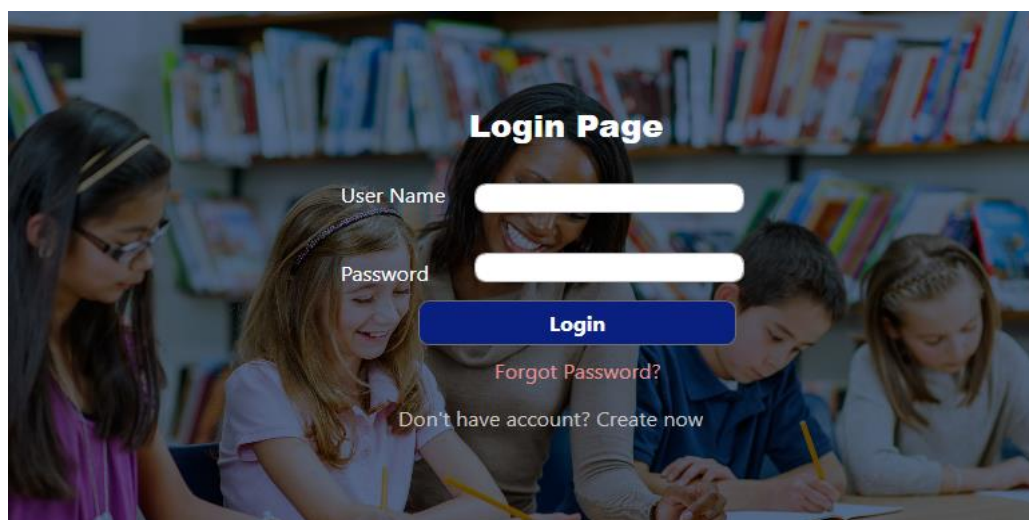 Login Page
User Name
Password
Login
Forgot Password?
Don't have account? Create now